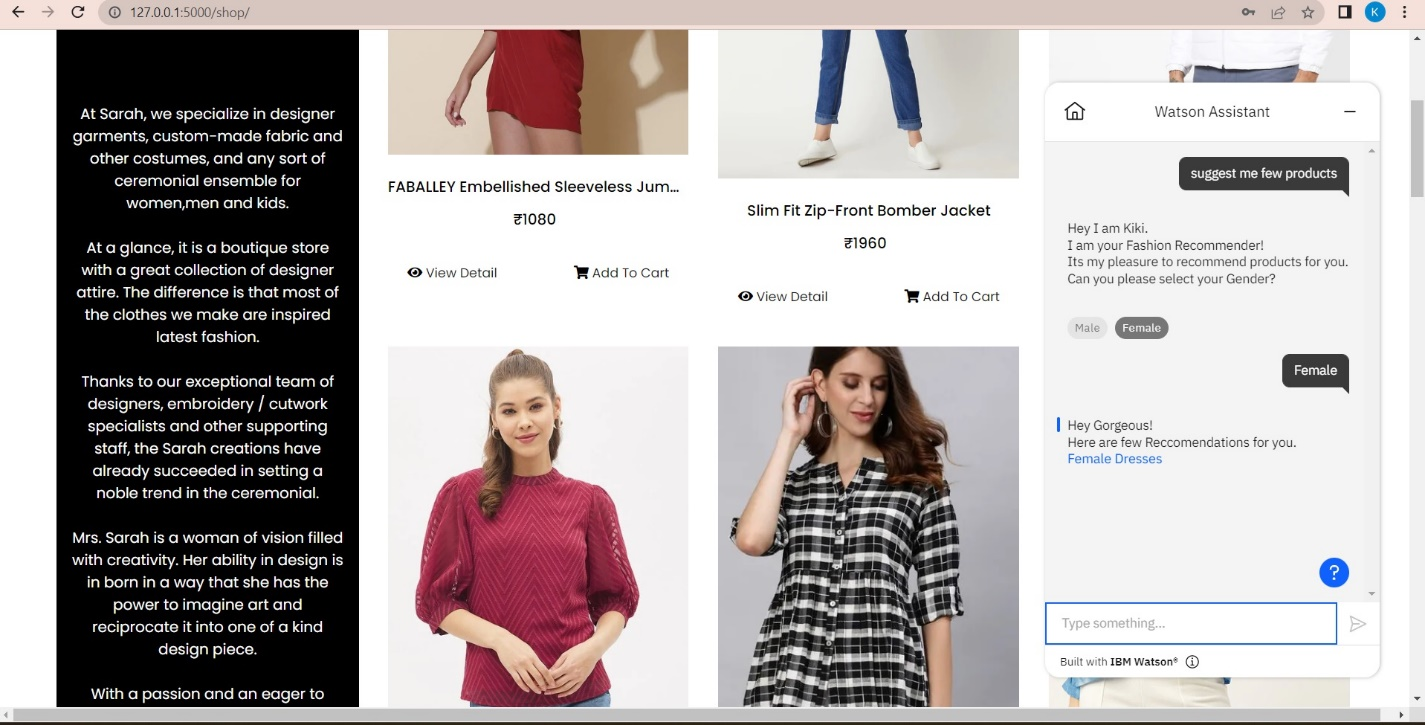 127.0.0.1:5000/shop/
K
At Sarah, we specialize in designer
garments, custom-made fabric and
other costumes, and any sort of
ceremonial ensemble for
women,men and kids.
At a glance, it is a boutique store
with a great collection of designer
attire. The difference is that most of
the clothes we make are inspired
latest fashion.
Thanks to our exceptional team of
designers, embroidery / cutwork
specialists and other supporting
staff, the Sarah creations have
already succeeded in setting a
noble trend in the ceremonial.
Mrs. Sarah is a woman of vision filled
with creativity. Her ability in design is
in born in a way that she has the
power to imagine art and
reciprocate it into one of a kind
design piece.
With a passion and an eager to
FABALLEY Embellished Sleeveless Jum...
₹1080
View Detail
Add To Cart
Slim Fit Zip-Front Bomber Jacket
₹1960
View Detail
Add To Cart
Watson Assistant
suggest me few products
Hey I am Kiki.
I am your Fashion Recommender!
Its my pleasure to recommend products for you.
Can you please select your Gender?
Male
Female
Female
Hey Gorgeous!
Here are few Reccomendations for you.
Female Dresses
?
Type something...
Built with IBM Watson®